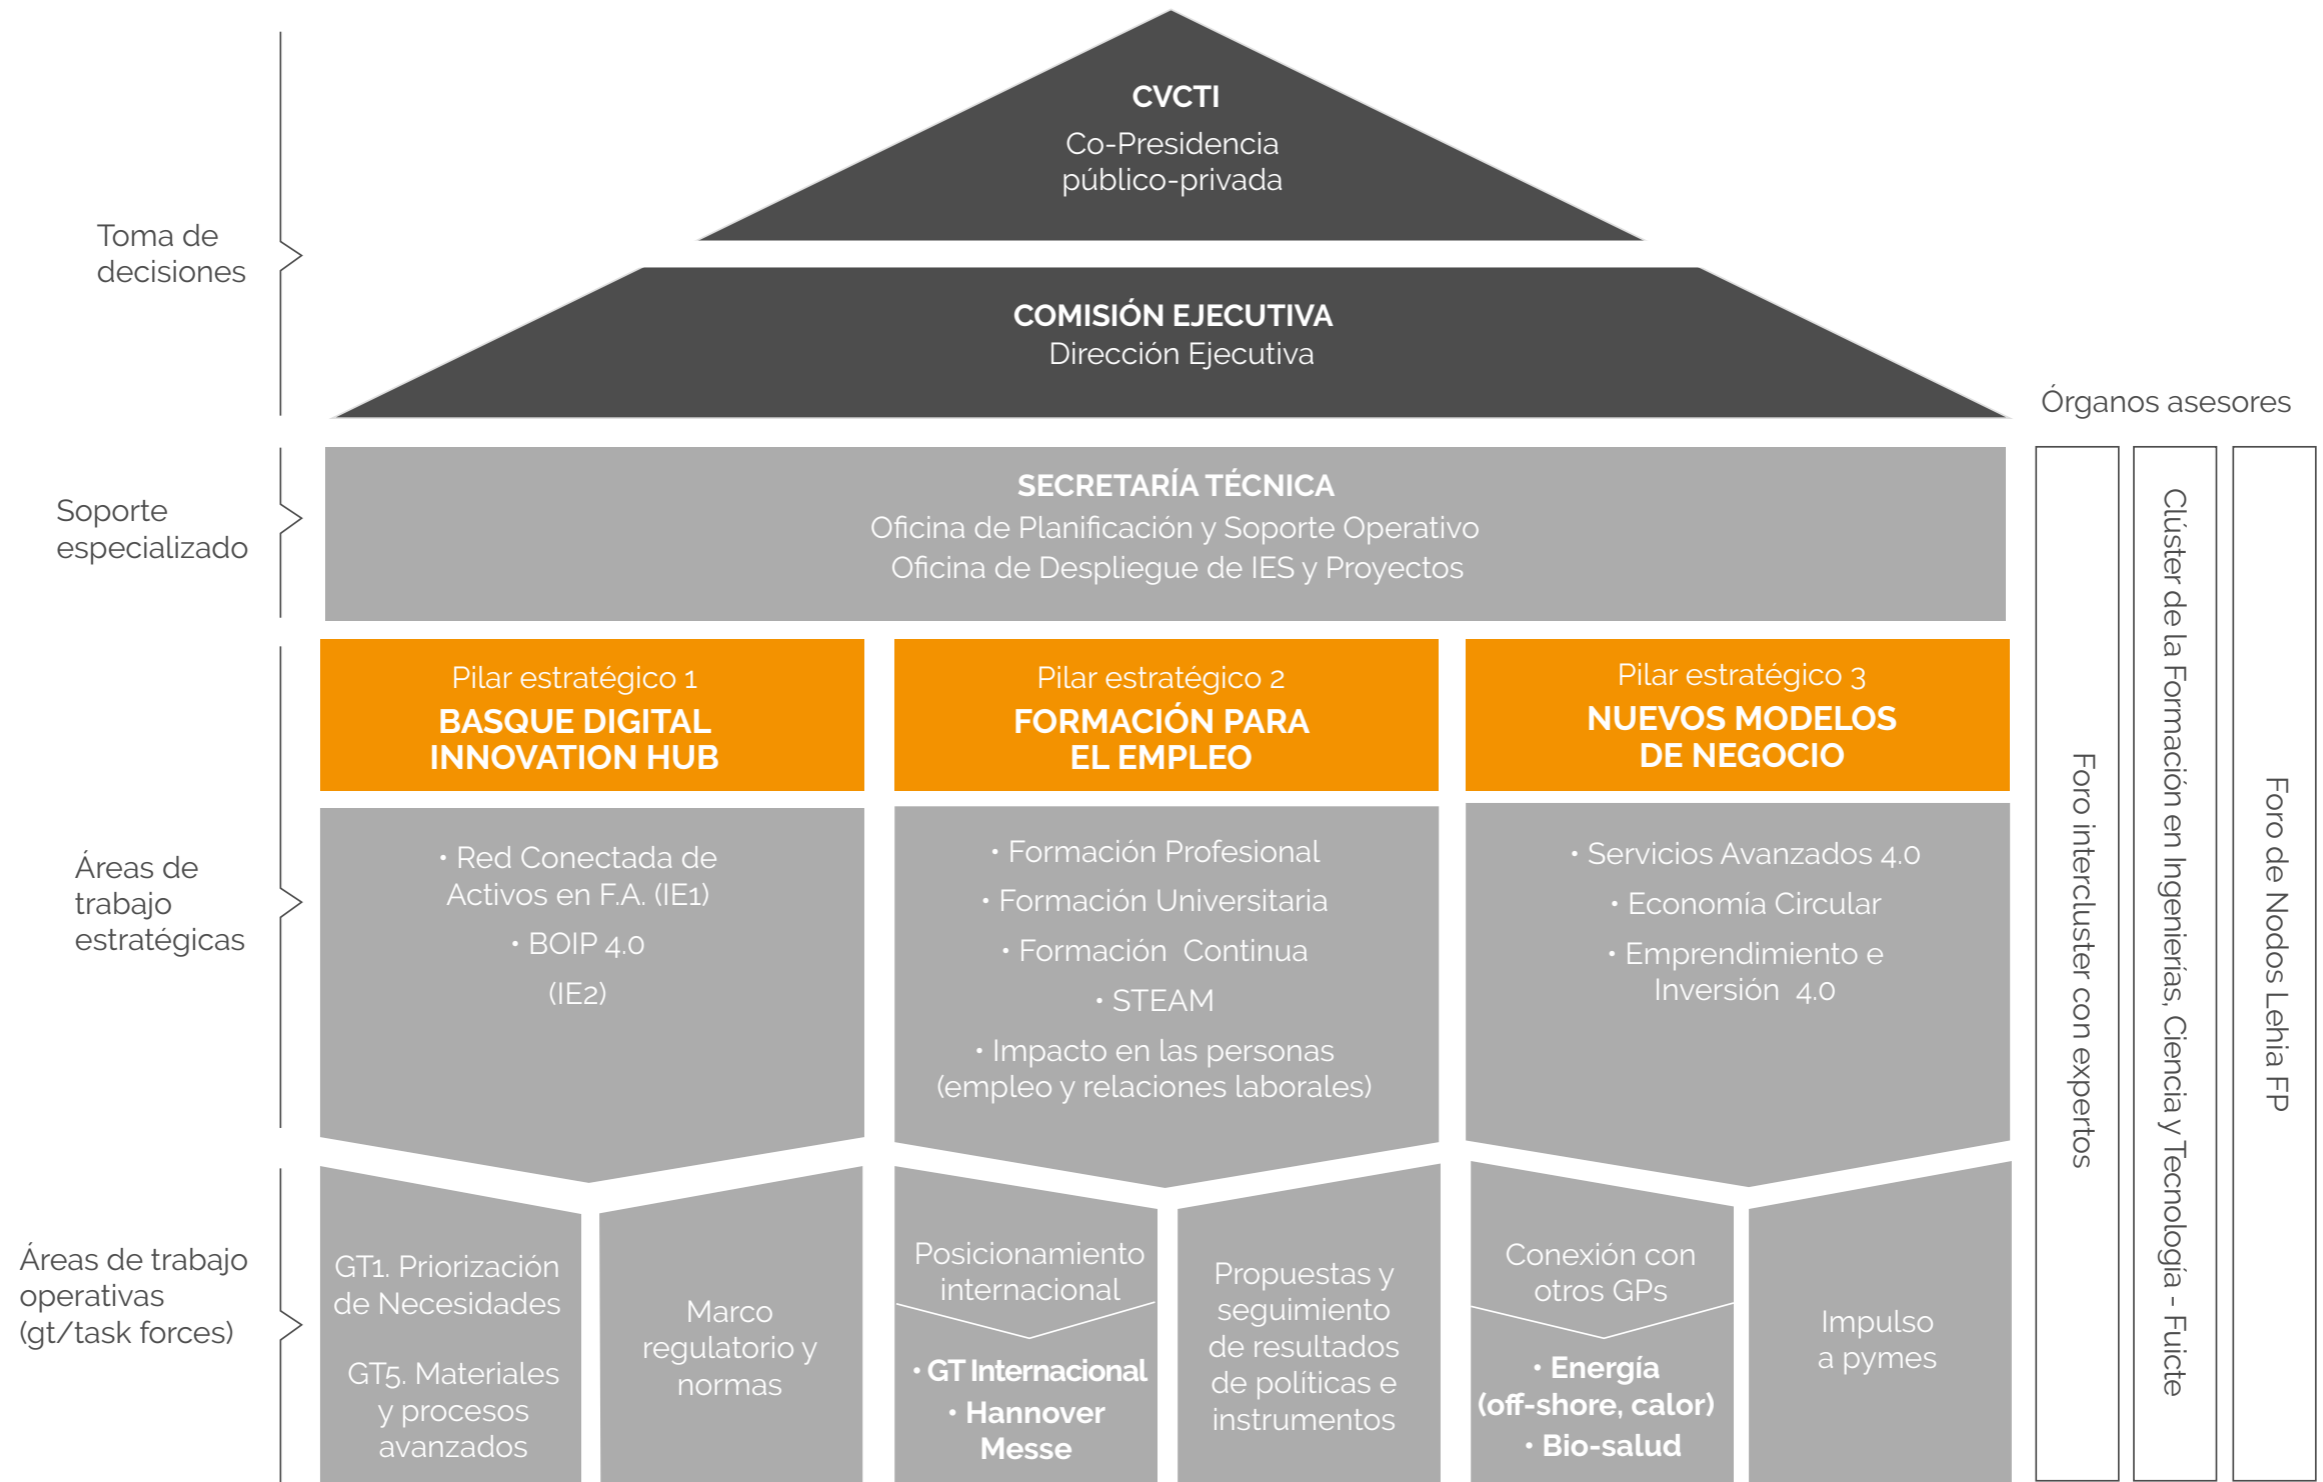 CVCTI
Co-Presidencia
público-privada
Toma de
decisiones
COMISIÓN EJECUTIVA
Dirección Ejecutiva
Órganos asesores
Soporte
especializado
SECRETARÍA TÉCNICA
Oficina de Planificación y Soporte Operativo
Oficina de Despliegue de IES y Proyectos
Pilar estratégico 1
BASQUE DIGITAL
INNOVATION HUB
Pilar estratégico 2
FORMACIÓN PARA
EL EMPLEO
Pilar estratégico 3
NUEVOS MODELOS
DE NEGOCIO
Áreas de
trabajo
estratégicas
• Red Conectada de
Activos en F.A. (IE1)
• BOIP 4.0
(IE2)
• Formación Profesional
• Formación Universitaria
• Formación Continua
• STEAM
• Impacto en las personas
(empleo y relaciones laborales)
• Servicios Avanzados 4.0
• Economía Circular
• Emprendimiento e
Inversión 4.0
Áreas de trabajo
operativas
(gt/task forces)
GT1. Priorización
de Necesidades
GT5. Materiales
y procesos
avanzados
Marco
regulatorio y
normas
Posicionamiento
internacional
• GT Internacional
• Hannover
Messe
Propuestas y
seguimiento
de resultados
de políticas e
instrumentos
Conexión con
otros GPs
• Energía
(off-shore, calor)
• Bio-salud
Impulso
a pymes
Foro intercluster con expertos
Clúster de la Formación en Ingenierías, Ciencia y Tecnología - Fuicte
Foro de Nodos Lehia FP